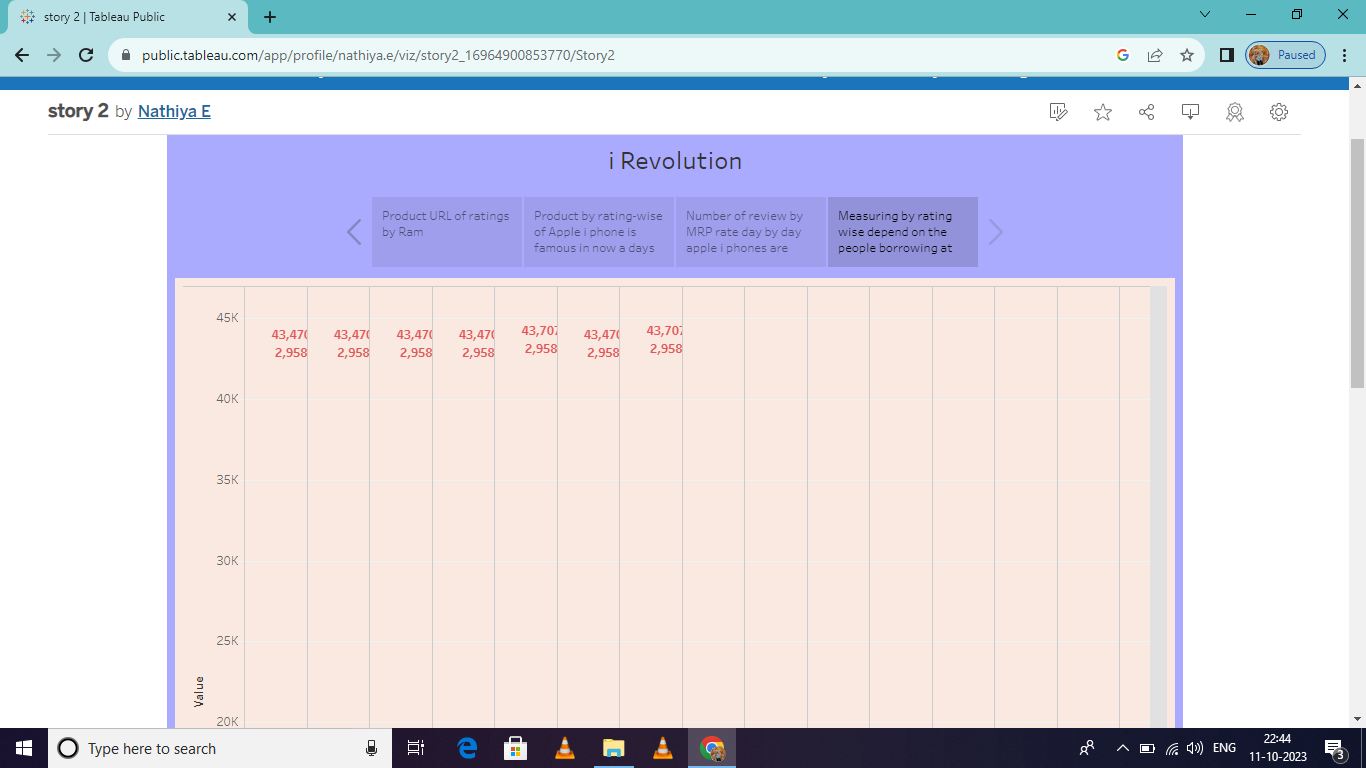 story 2 | Tableau Public
public.tableau.com/app/profile/nathiya.e/viz/story2_16964900853770/Story2
Paused
story 2 by Nathiya E
i Revolution
Product URL of ratings
by Ram
Product by rating-wise
of Apple i phone is
famous in now a days
Number of review by
MRP rate day by day
apple i phones are
Measuring by rating
wise depend on the
people borrowing at
45K
43,470 43,470 43,470 43,470 43,707 43,470 43,707
2,958 2,958 2,958 2,958 2,958 2,958 2,958
40K
35K
30K
25K
Value
20K
Type here to search
ENG
22:44
11-10-2023
3